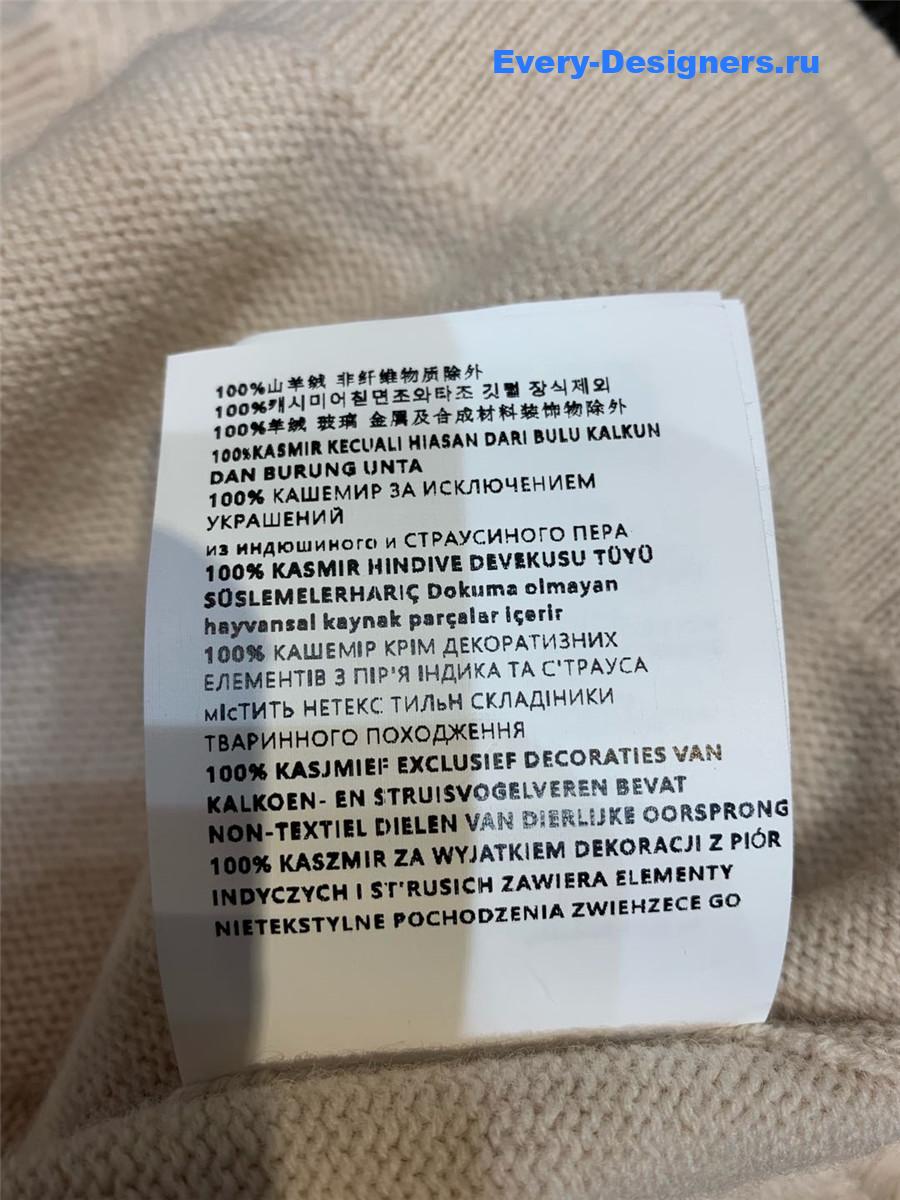 Every-Designers.ru
100%山羊绒 非纤维物质除外
100%캐시미어칠면조와타조 깃털 장식제외
100%羊绒 玻璃 金属及合成材料装饰物除外
100%KASMIR KECUALI HIASAN DARI BULU KALKUN
DAN BURUNG UNTA
100% КАШЕМИР ЗА ИСКЛЮЧЕНИЕМ
УКРАШЕНИЙ
из индюшиного и СТРАУСИНОГО ПЕРА
100% KASMIR HINDIVE DEVEKUSU TÜYÜ
SÜSLEMELERHARIÇ Dokuma olmayan
hayvansal kaynak parçalar içerir
100% КАШЕМІР КРІМ ДЕКОРАТИЗНИХ
ЕЛЕМЕНТІВ З ПІР'Я ІНДИКА ТА С'ТРАУСА
мІсТИТЬ НЕТЕКС ТИЛЬН СКЛАДІНИКИ
ТВАРИННОГО ПОХОДЖЕННЯ
100% KASJMIEF EXCLUSIEF DECORATIES VAN
KALKOEN- EN STRUISVOGELVEREN BEVAT
NON-TEXTIEL DIELEN VAN DIERLIJKE OORSPRONG
100% KASZMIR ZA WYJATKIEM DEKORACJI Z PIÓR
INDYCZYCH I ST'RUSICH ZAWIERA ELEMENTY
NIETEKSTYLNE POCHODZENIA ZWIEHZECE GO